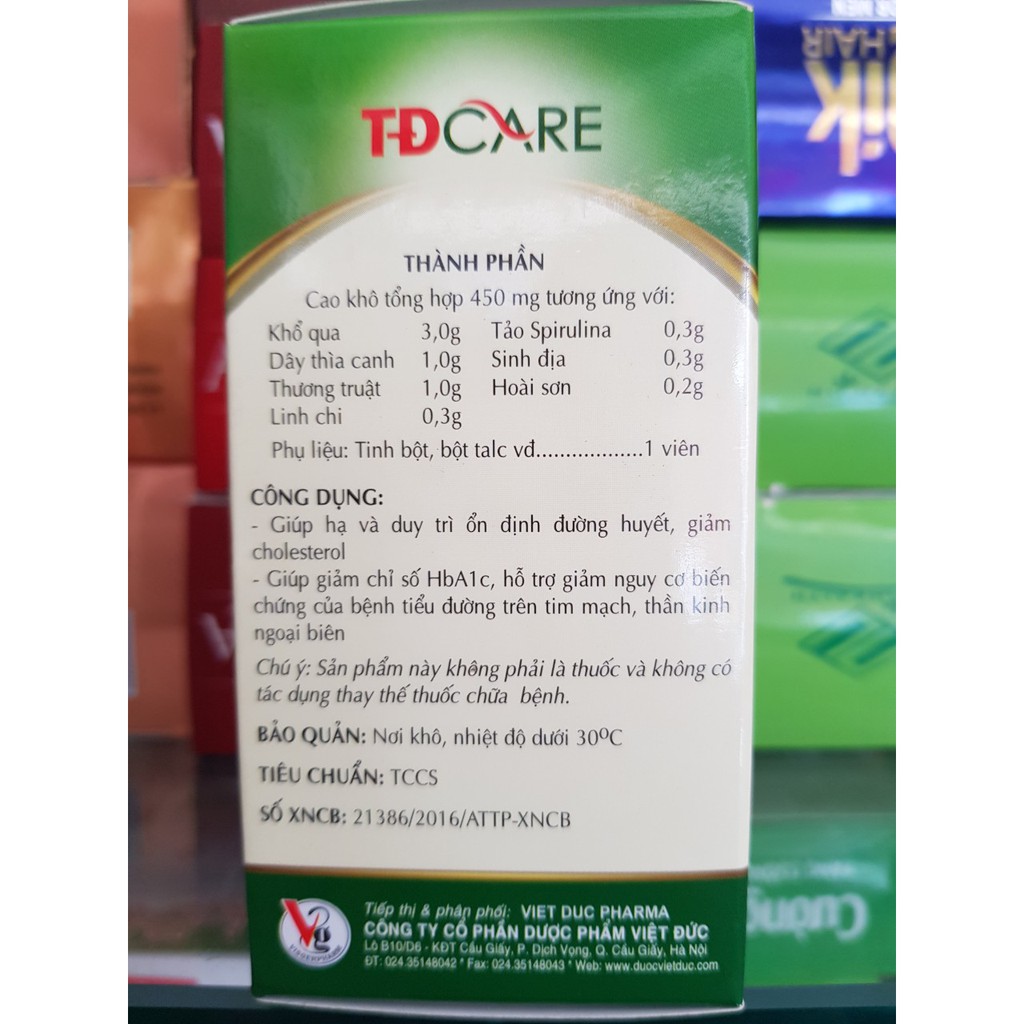 TĐCARE
THÀNH PHẦN
Cao khô tổng hợp 450 mg tương ứng với:
Khổ qua 3,0g Tảo Spirulina 0,3g
Dây thìa canh 1,0g Sinh địa 0,3g
Thương truật 1,0g Hoài sơn 0,2g
Linh chi 0,3g
Phụ liệu: Tinh bột, bột talc vđ..................1 viên
CÔNG DỤNG:
- Giúp hạ và duy trì ổn định đường huyết, giảm
cholesterol
- Giúp giảm chỉ số HbA1c, hỗ trợ giảm nguy cơ biến
chứng của bệnh tiểu đường trên tim mạch, thần kinh
ngoại biên
Chú ý: Sản phẩm này không phải là thuốc và không có
tác dụng thay thế thuốc chữa bệnh.
BẢO QUẢN: Nơi khô, nhiệt độ dưới 30ºC
TIÊU CHUẨN: TCCS
SỐ XNCB: 21386/2016/ATTP-XNCB
Tiếp thị & phân phối: VIET DUC PHARMA
CÔNG TY CỔ PHẦN DƯỢC PHẨM VIỆT ĐỨC
Lô B10/D6 - KĐT Cầu Giấy, P. Dịch Vọng, Q. Cầu Giấy, Hà Nội
ĐT: 024.35148042 * Fax: 024.35148043 * Web: www.duocvietduc.com
HAIR
Cường